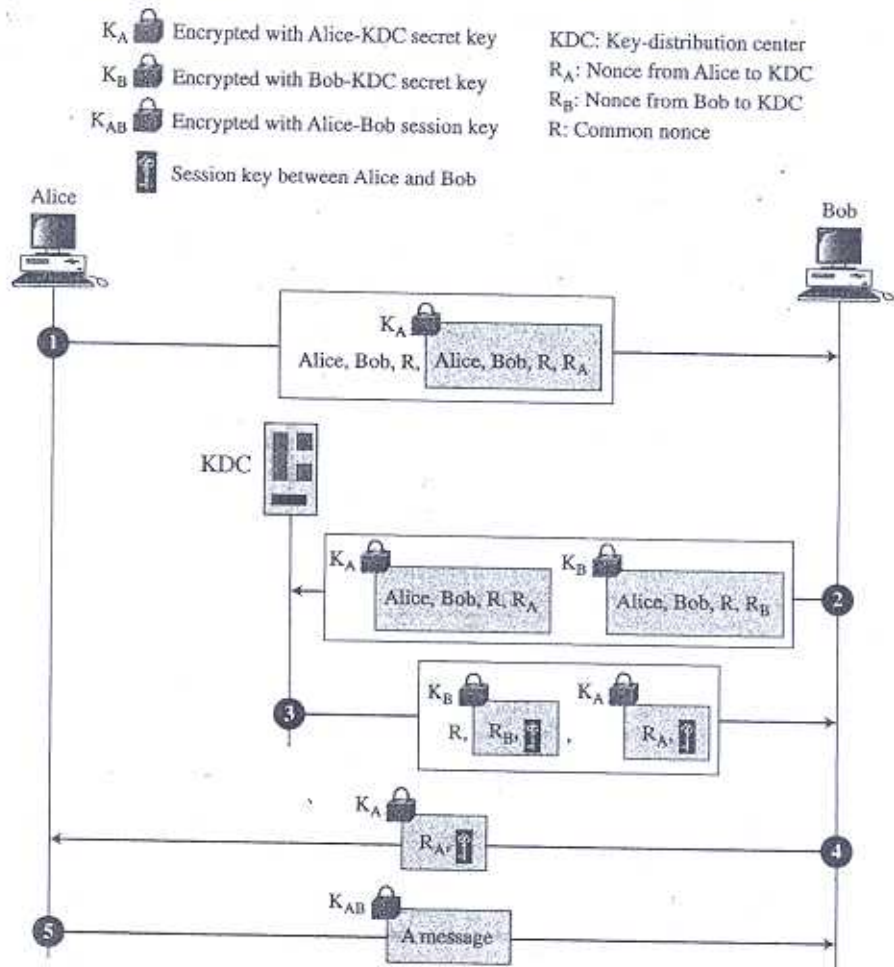 K_A Encrypted with Alice-KDC secret key
K_B Encrypted with Bob-KDC secret key
K_AB Encrypted with Alice-Bob session key
Session key between Alice and Bob
KDC: Key-distribution center
R_A: Nonce from Alice to KDC
R_B: Nonce from Bob to KDC
R: Common nonce
Alice
Bob
K_A
1
Alice, Bob, R, Alice, Bob, R, R_A
KDC
K_A
K_B
Alice, Bob, R, R_A
Alice, Bob, R, R_B
2
K_B
K_A
3
R, R_B, , R_A,
K_A
R_A,
4
K_AB
5
A message